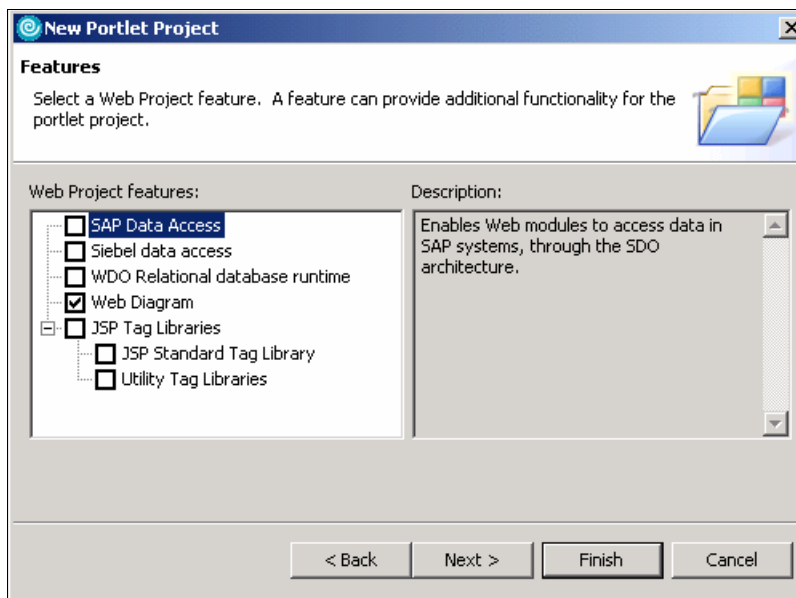 New Portlet Project
Features
Select a Web Project feature. A feature can provide additional functionality for the
portlet project.
Web Project features:
Description:
SAP Data Access
Siebel data access
WDO Relational database runtime
Web Diagram
JSP Tag Libraries
JSP Standard Tag Library
Utility Tag Libraries
Enables Web modules to access data in
SAP systems, through the SDO
architecture.
< Back
Next >
Finish
Cancel